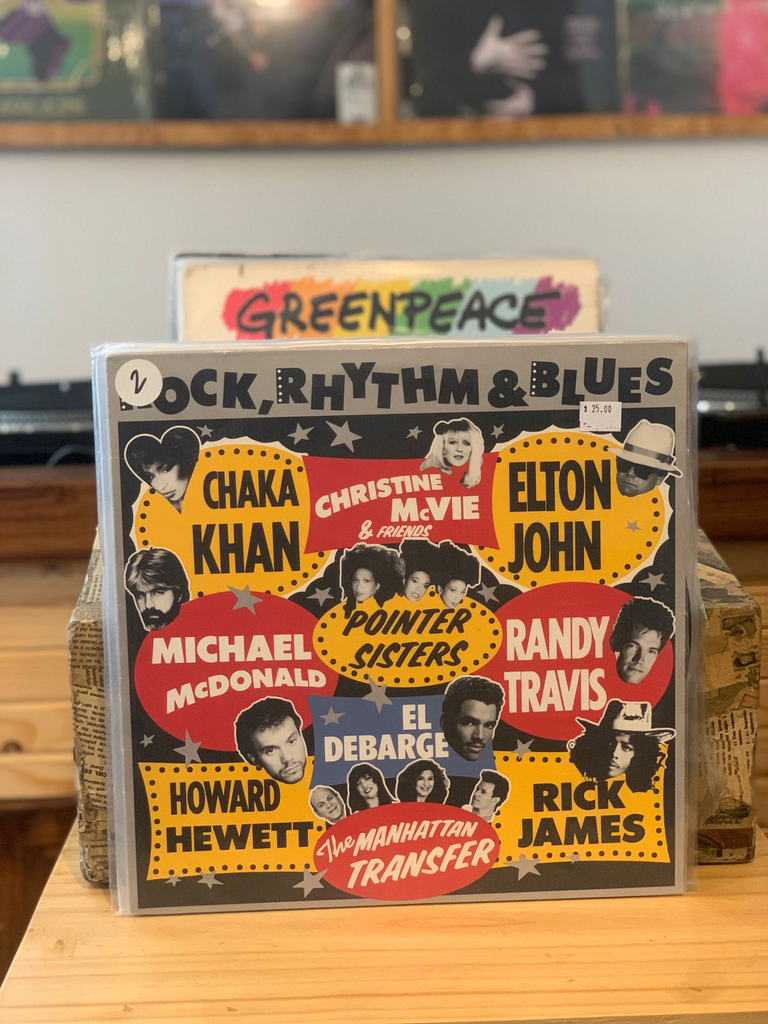 GREENPEACE
2
ROCK, RHYTHM & BLUES
$ 25.00
CHAKA
KHAN
CHRISTINE
McVIE
& FRIENDS
ELTON
JOHN
MICHAEL
McDONALD
POINTER
SISTERS
RANDY
TRAVIS
EL
DEBARGE
HOWARD
HEWETT
The MANHATTAN
TRANSFER
RICK
JAMES